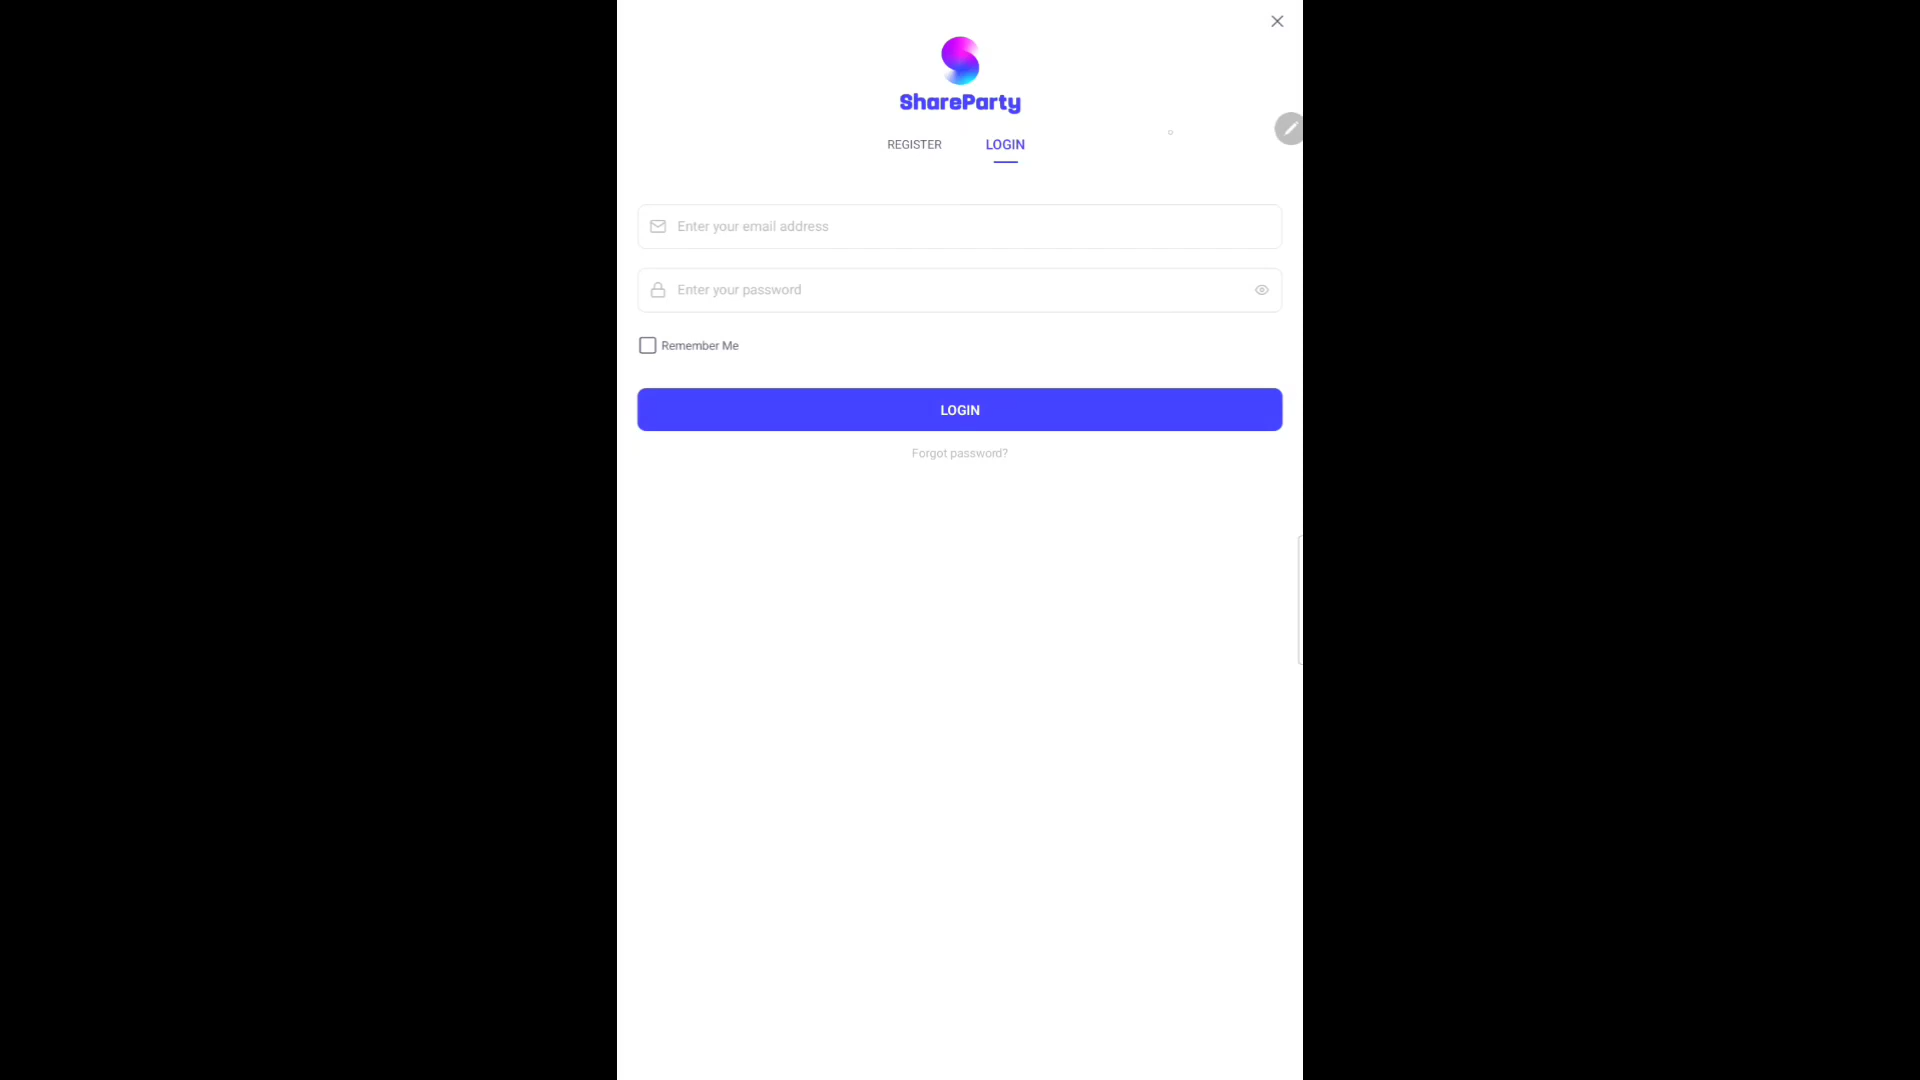 ShareParty
REGISTER
LOGIN
Enter your email address
Enter your password
Remember Me
LOGIN
Forgot password?